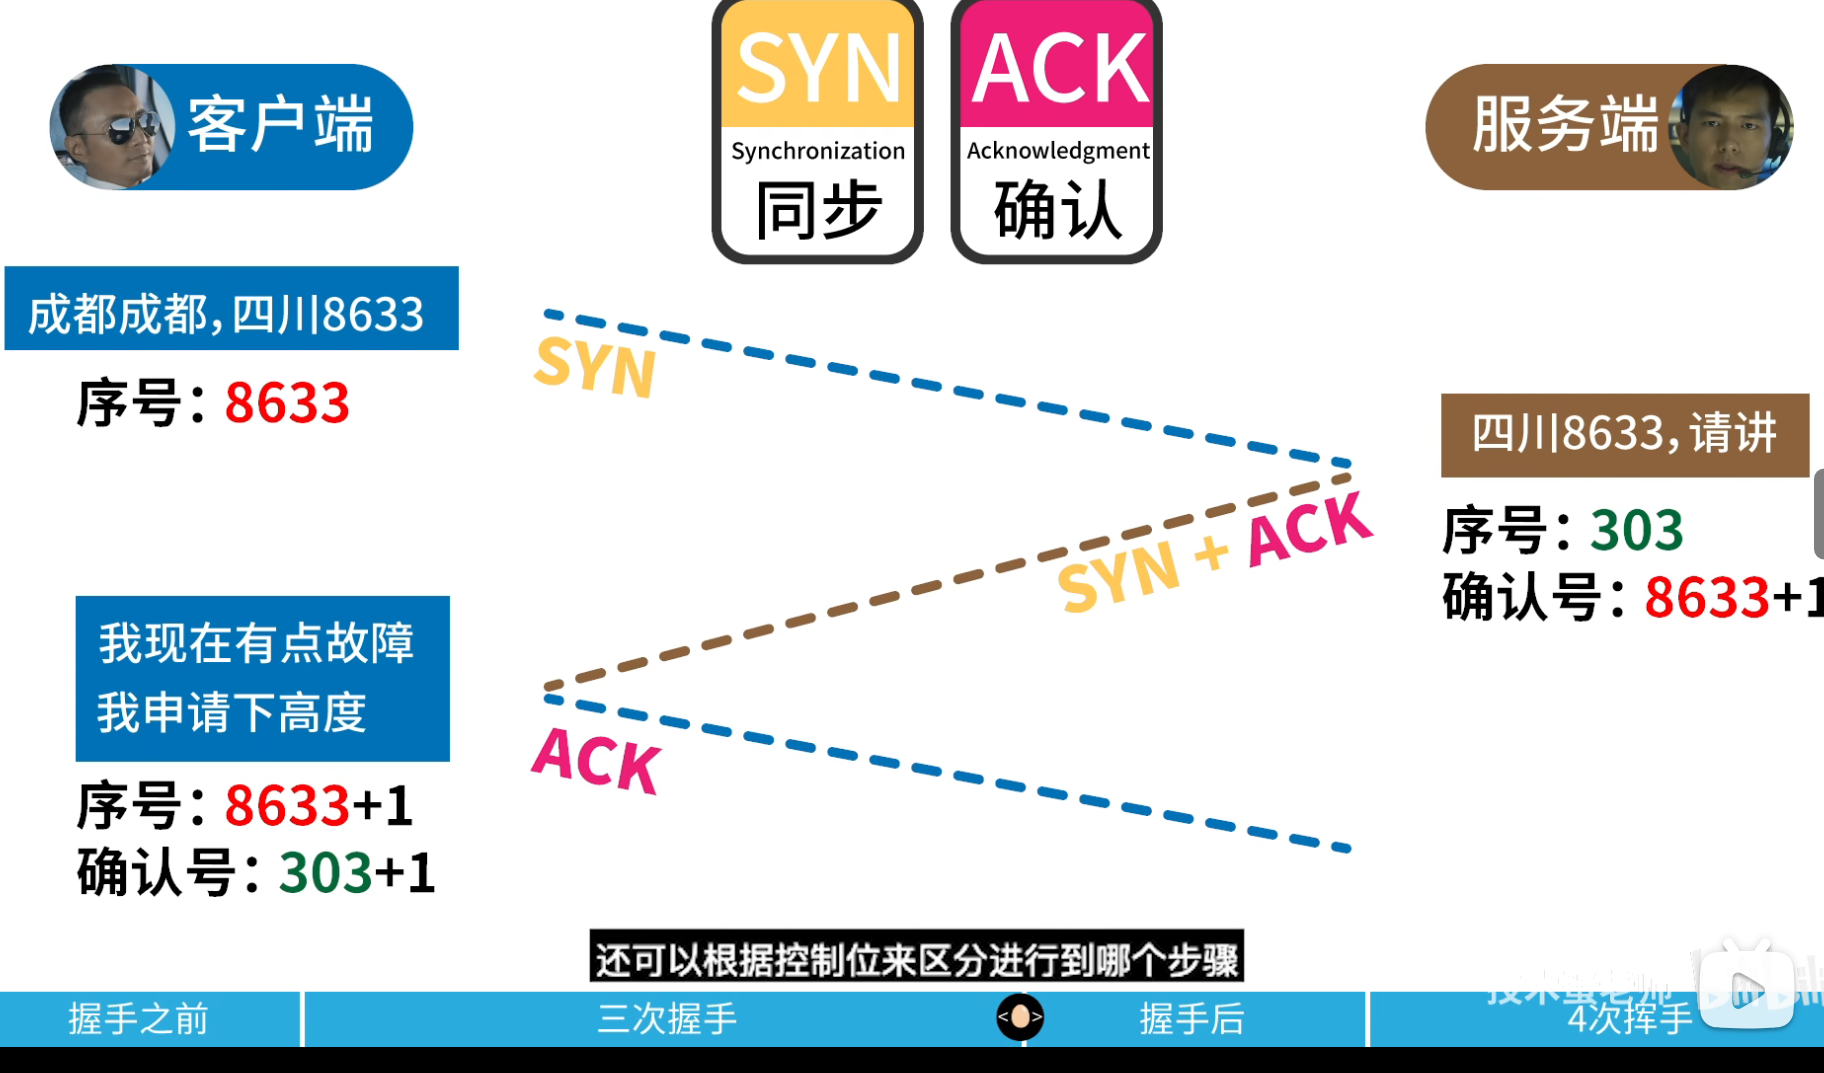 SYN
ACK
客户端
服务端
Synchronization
Acknowledgment
同步
确认
成都成都,四川8633
序号：8633
SYN
四川8633,请讲
序号：303
确认号：8633+1
SYN + ACK
我现在有点故障
我申请下高度
序号：8633+1
确认号：303+1
ACK
还可以根据控制位来区分进行到哪个步骤
技术蛋老师
握手之前
三次握手
<>
握手后
4次挥手